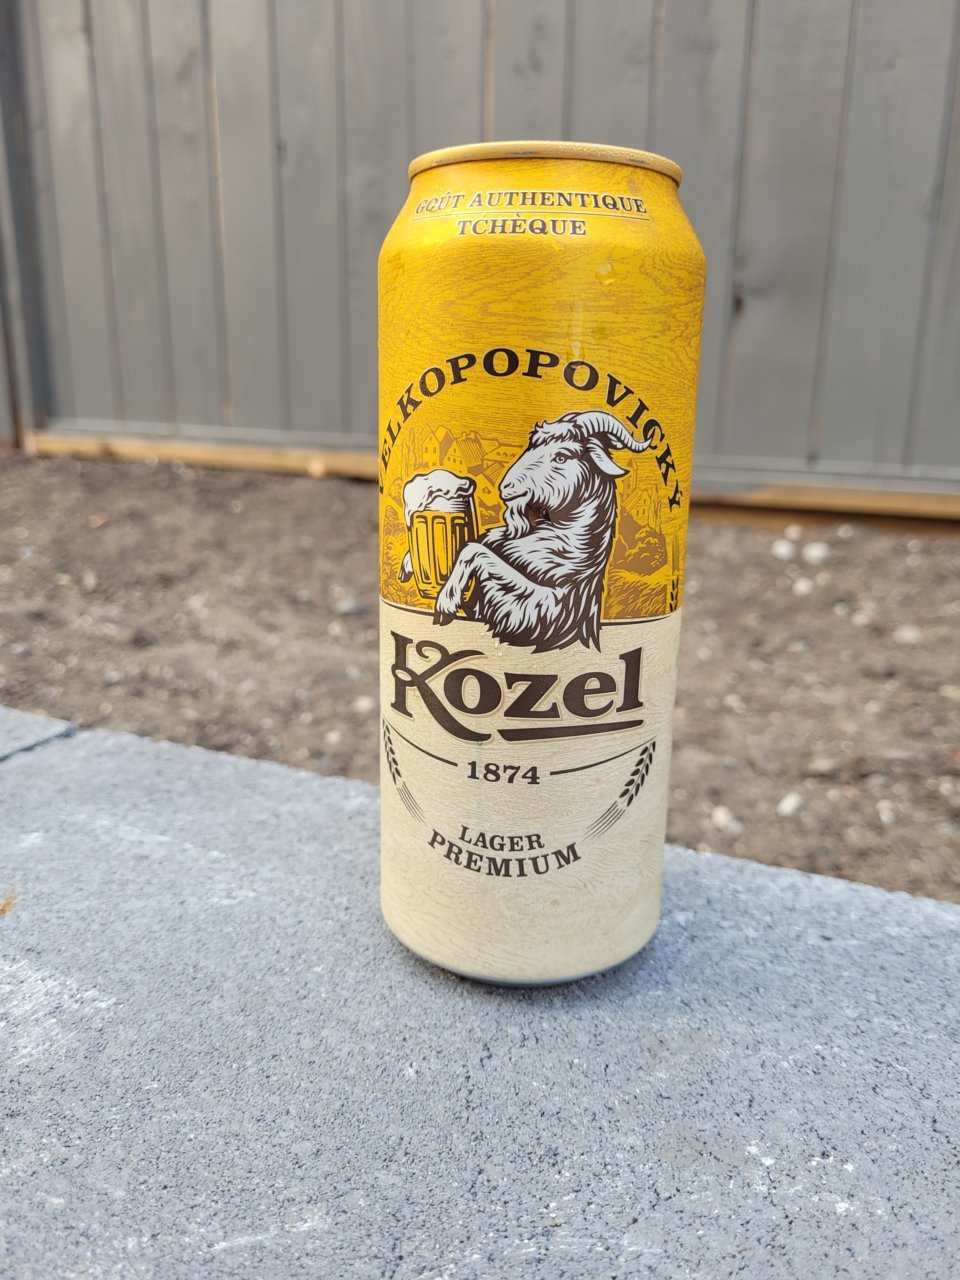 GOÛT AUTHENTIQUE
TCHÈQUE
ELKOPOPOVICKY
Kozel
1874
LAGER
PREMIUM